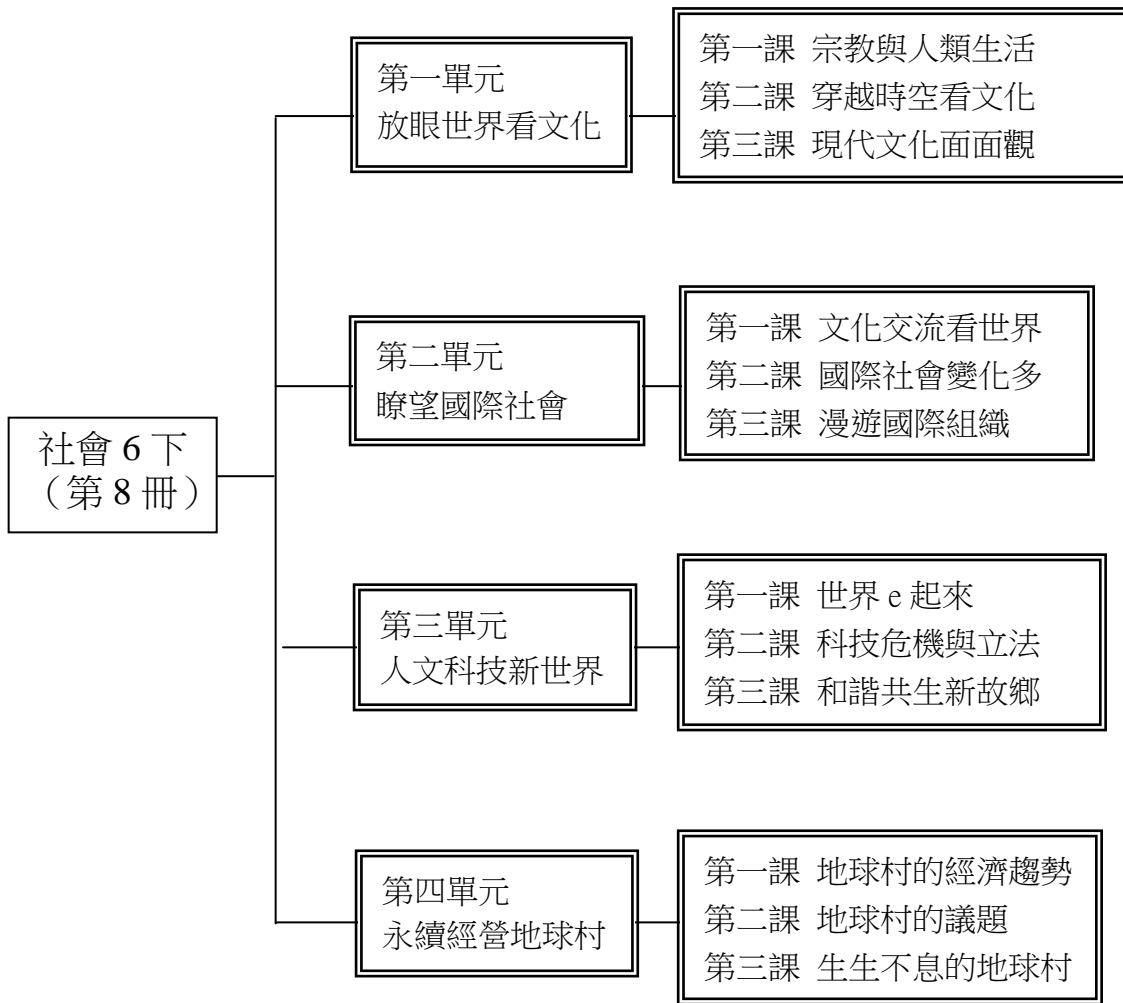 社會 6 下
（第 8 冊）
第一單元
放眼世界看文化
第一課 宗教與人類生活
第二課 穿越時空看文化
第三課 現代文化面面觀
第二單元
瞭望國際社會
第一課 文化交流看世界
第二課 國際社會變化多
第三課 漫遊國際組織
第三單元
人文科技新世界
第一課 世界 e 起來
第二課 科技危機與立法
第三課 和諧共生新故鄉
第四單元
永續經營地球村
第一課 地球村的經濟趨勢
第二課 地球村的議題
第三課 生生不息的地球村